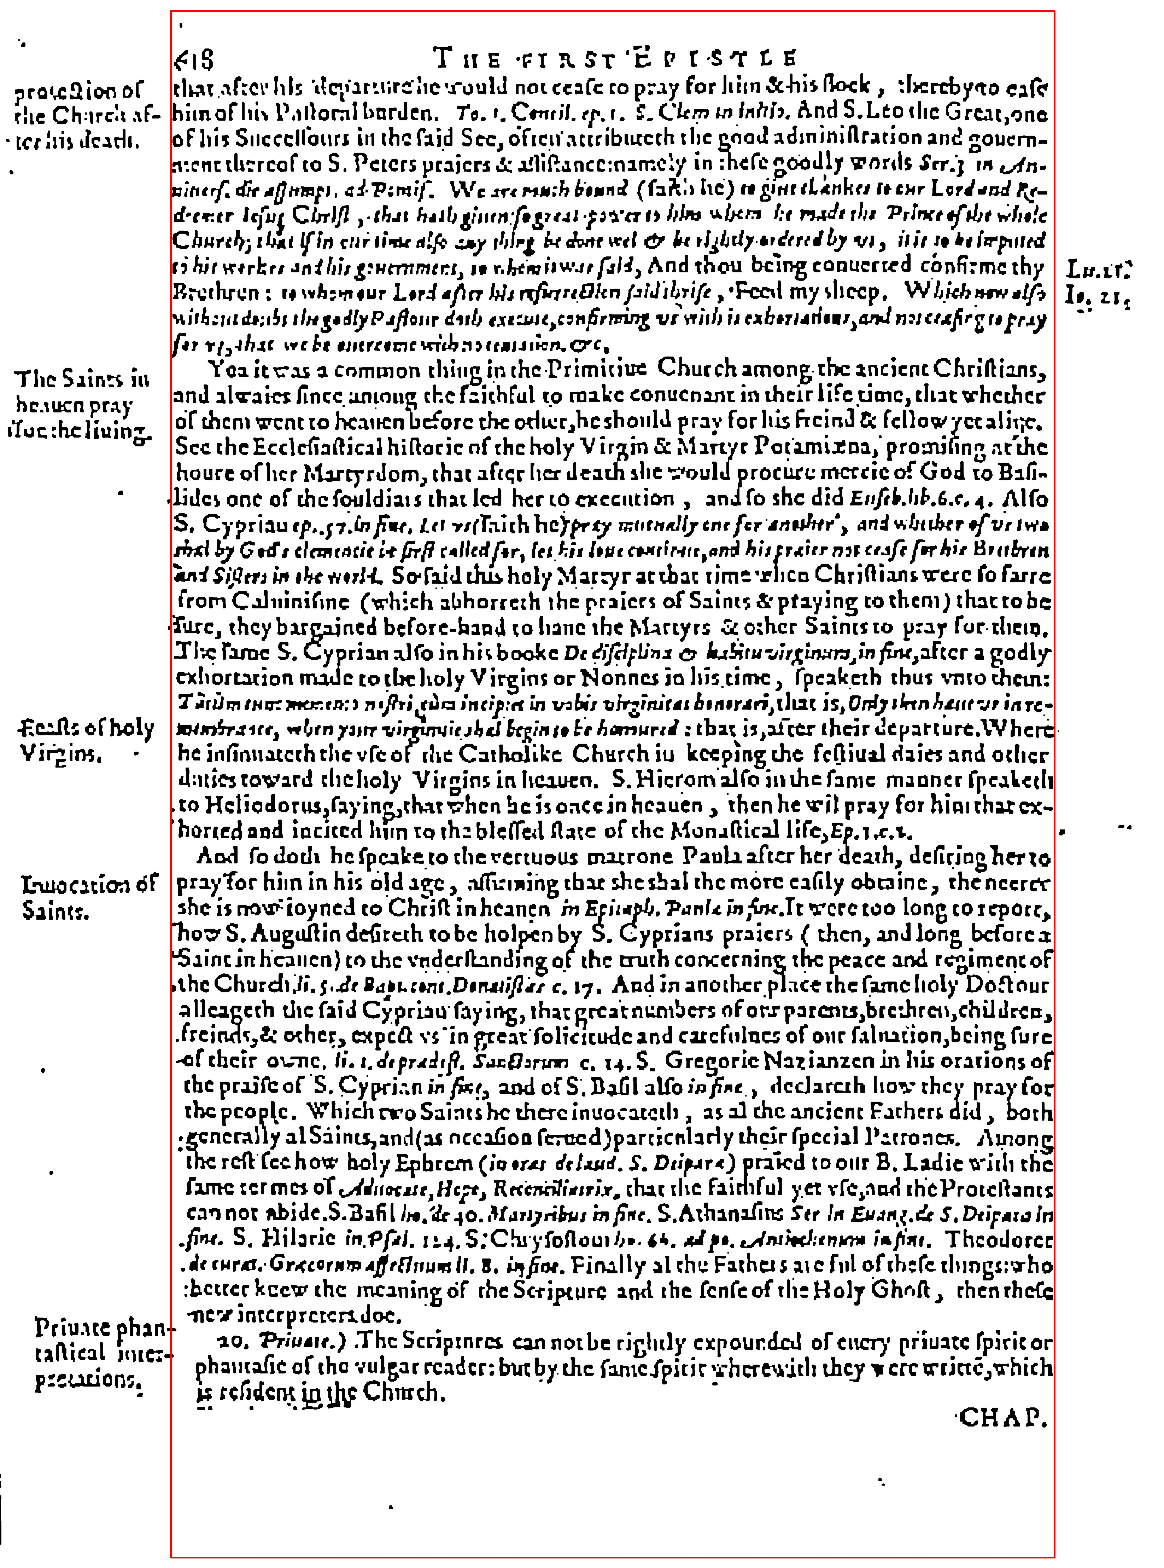 618 THE FIRST EPISTLE
protection of
the Church af-
ter his death.
that after his departure he would not cease to pray for him & his flock, thereby to ease
him of his Pastoral burden. To. 1. Concil. ep. 1. S. Clem in initio. And S. Leo the Great, one
of his Successours in the said See, often attributeth the good administration and govern-
ment thereof to S. Peters praiers & assistance: namely in these goodly words Ser. 3 in An-
niuers. die assumpt. ad Pontif. We are much bound (saith he) to giue thankes to our Lord and Re-
deemer Iesus Christ, that hath giuen so great power to him whom he made the Prince of the whole
Church; that if in our time also any thing be done wel & be rightly ordered by vs, it is to be imputed
to his workes and his gouernment, to whom it was said, And thou being conuerted confirme thy
Brethren: to whom our Lord after his resurrection said thrise, Feed my sheep. Which now also
without doubt the godly Pastour doth execute, confirming vs with is exhortations, and not ceasing to pray
for vs, that we be ouercome with no tentation. &c.
Lu. 22.
Io. 21.
The Saints in
heauen pray
for the liuing.
Yea it was a common thing in the Primitiue Church among the ancient Christians,
and alwaies since among the faithful to make conuenant in their life time, that whether
of them went to heauen before the other, he should pray for his freind & fellow yet aliue.
See the Ecclesiastical historie of the holy Virgin & Martyr Potamiæna, promising at the
houre of her Martyrdom, that after her death she would procure mercie of God to Basi-
lides one of the souldiars that led her to execution, and so she did Euseb. lib. 6. c. 4. Also
S. Cyprian ep. 57. in fine. Let vs (saith he) pray mutually one for another, and whether of vs two
shal by God's clemencie be first called for, let his loue continue, and his praier not cease for his Brethren
and Sisters in the world. So said this holy Martyr at that time when Christians were so farre
from Caluinisme (which abhorreth the praiers of Saints & praying to them) that to be
sure, they bargained before-hand to haue the Martyrs & other Saints to pray for them.
The same S. Cyprian also in his booke De disciplina & habitu virginum, in fine, after a godly
exhortation made to the holy Virgins or Nonnes in his time, speaketh thus vnto them:
Tãtùm tunc mementó nostri, cùm incipiet in vobis virginitas honorari, that is, Only then haue vs in re-
membrance, when your virginitie shal begin to be honoured: that is, after their departure. Where
he insinuateth the vse of the Catholike Church in keeping the festiual daies and other
duties toward the holy Virgins in heauen. S. Hierom also in the same manner speaketh
to Heliodorus, saying, that when he is once in heauen, then he wil pray for him that ex-
horted and incited him to the blessed state of the Monastical life, Ep. 1. c. 2.
Feasts of holy
Virgins.
And so doth he speake to the vertuous matrone Paula after her death, desiring her to
pray for him in his old age, affirming that she shal the more easily obtaine, the neerer
she is now ioyned to Christ in heauen in Epitaph. Paulæ in fine. It were too long to report,
how S. Augustin desireth to be holpen by S. Cyprians praiers (then, and long before a
Saint in heauen) to the vnderstanding of the truth concerning the peace and regiment of
the Church, li. 5. de Bapt. cont. Donatistas c. 17. And in another place the same holy Doctour
alleageth the said Cyprian saying, that great numbers of our parents, brethren, children,
freinds, & other, expect vs in great solicitude and carefulnes of our saluation, being sure
of their owne. li. 1. de prædest. Sanctorum c. 14. S. Gregorie Nazianzen in his orations of
the praise of S. Cyprian in fine, and of S. Basil also in fine, declareth how they pray for
the people. Which two Saints he there inuocateth, as al the ancient Fathers did, both
generally al Saints, and (as occasion serued) particularly their special Patrones. Among
the rest see how holy Ephrem (in orat. de laud. S. Deiparæ) praied to our B. Ladie with the
same termes of Aduocate, Hope, Reconciliatrix, that the faithful yet vse, and the Protestants
can not abide. S. Basil ho. de 40. Martyribus in fine. S. Athanasius Ser in Euang. de S. Deipara in
fine. S. Hilarie in Psal. 124. S. Chrysostom ho. 66. ad po. Antiochenum in fine. Theodoret
de curat. Græcorum affectuum li. 8. in fine. Finally al the Fathers are ful of these things: who
better knew the meaning of the Scripture and the sense of the Holy Ghost, then these
new interpreters doe.
Inuocation of
Saints.
20. Priuate.) The Scriptures can not be rightly expounded of euery priuate spirit or
phantasie of the vulgar reader: but by the same spirit wherewith they were writtē, which
is resident in the Church.
Priuate phan-
tastical inter-
pretations.
CHAP.